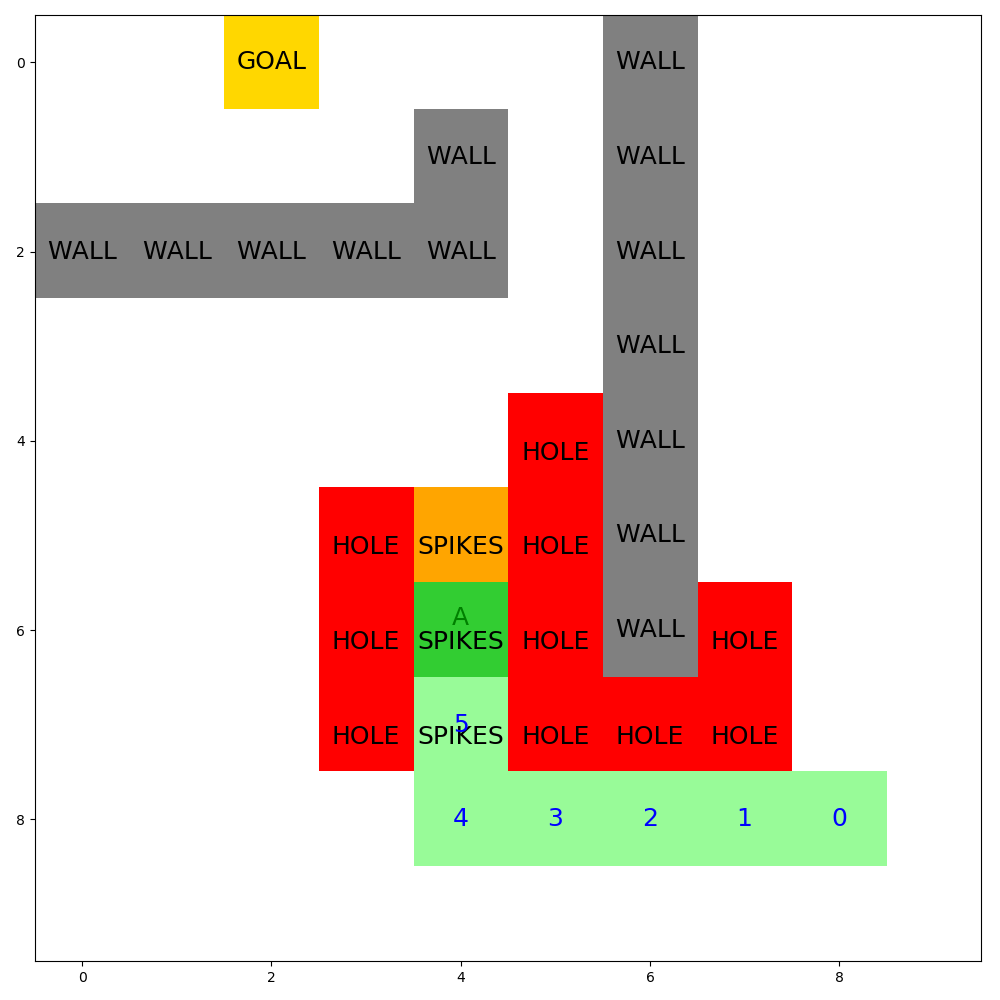 0 GOAL WALL
WALL WALL
2 WALL WALL WALL WALL WALL WALL
WALL
4 HOLE WALL
HOLE SPIKES HOLE WALL
A
6 HOLE SPIKES HOLE WALL HOLE
5
HOLE SPIKES HOLE HOLE HOLE
8 4 3 2 1 0
0 2 4 6 8